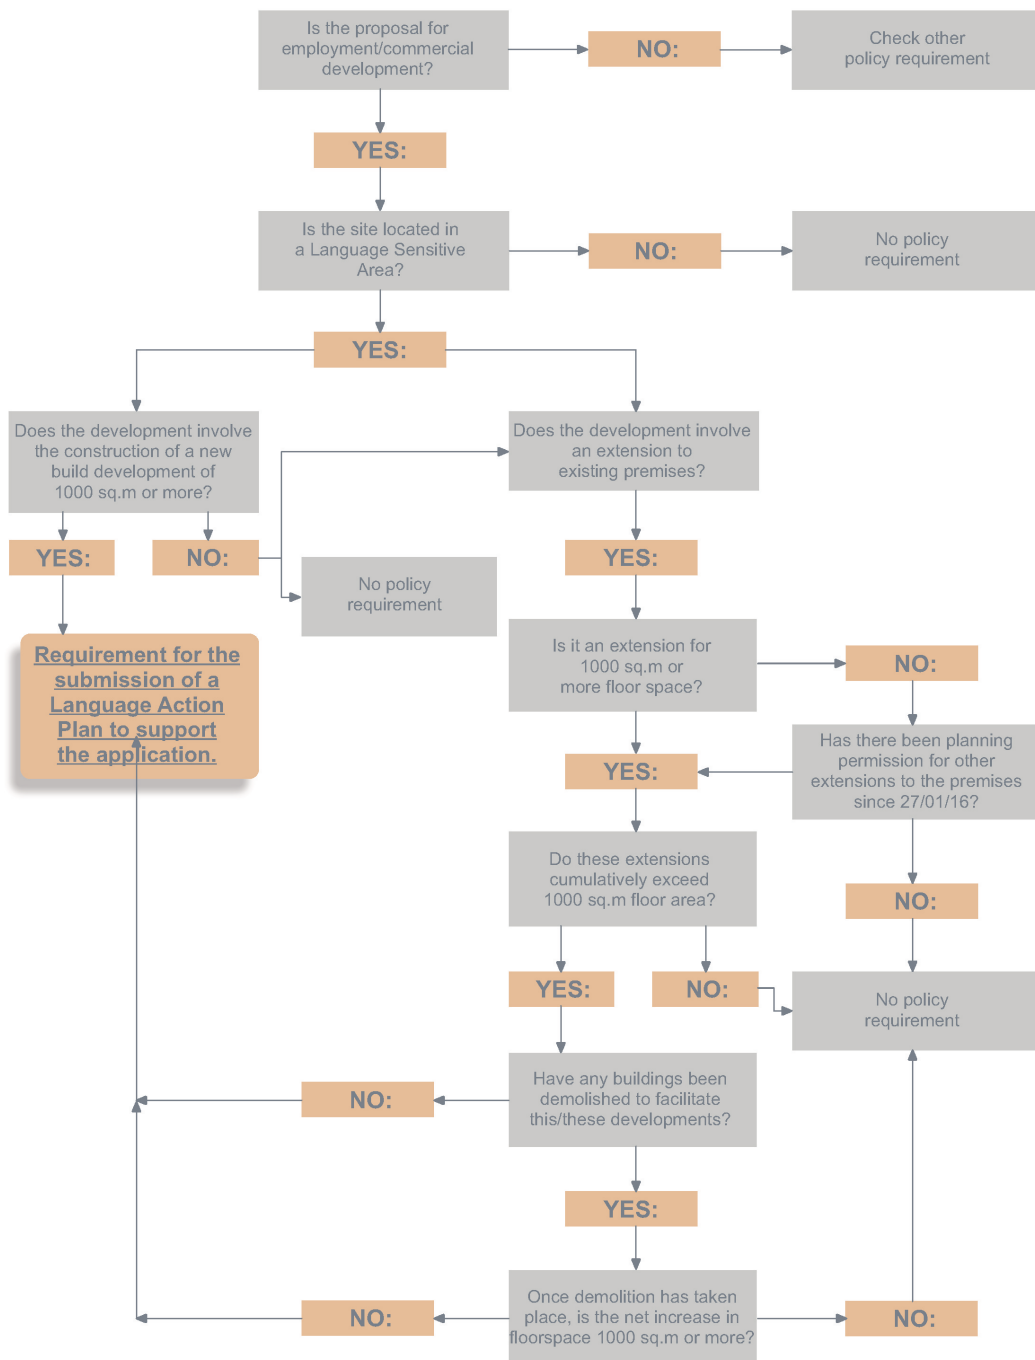 Is the proposal for
employment/commercial
development?
NO:
Check other
policy requirement
YES:
Is the site located in
a Language Sensitive
Area?
NO:
No policy
requirement
YES:
Does the development involve
the construction of a new
build development of
1000 sq.m or more?
Does the development involve
an extension to
existing premises?
YES:
NO:
YES:
No policy
requirement
Requirement for the
submission of a
Language Action
Plan to support
the application.
Is it an extension for
1000 sq.m or
more floor space?
NO:
YES:
Has there been planning
permission for other
extensions to the premises
since 27/01/16?
Do these extensions
cumulatively exceed
1000 sq.m floor area?
NO:
YES:
NO:
No policy
requirement
Have any buildings been
demolished to facilitate
this/these developments?
NO:
YES:
Once demolition has taken
place, is the net increase in
floorspace 1000 sq.m or more?
NO:
NO: